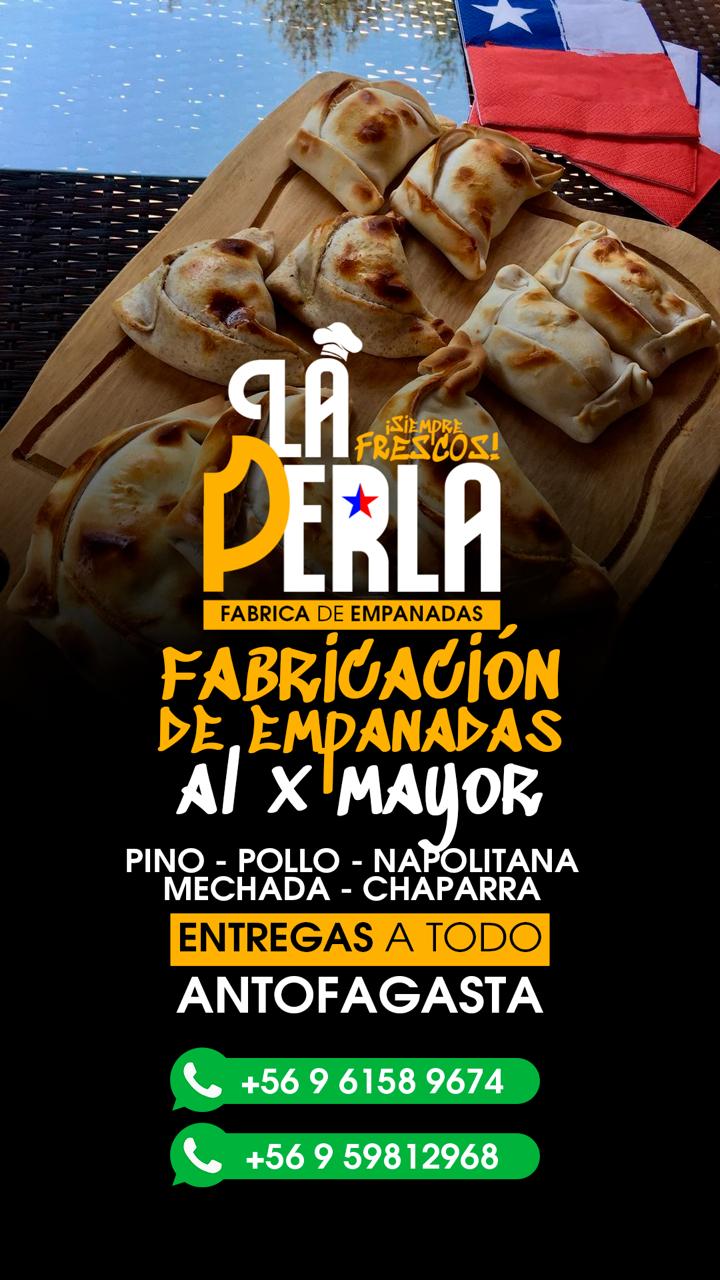 LA
¡SIEMPRE
FRESCOS!
PERLA
FABRICA DE EMPANADAS
FABRICACIÓN
DE EMPANADAS
Al x MAYOR
PINO - POLLO - NAPOLITANA
MECHADA - CHAPARRA
ENTREGAS A TODO
ANTOFAGASTA
+56 9 6158 9674
+56 9 59812968